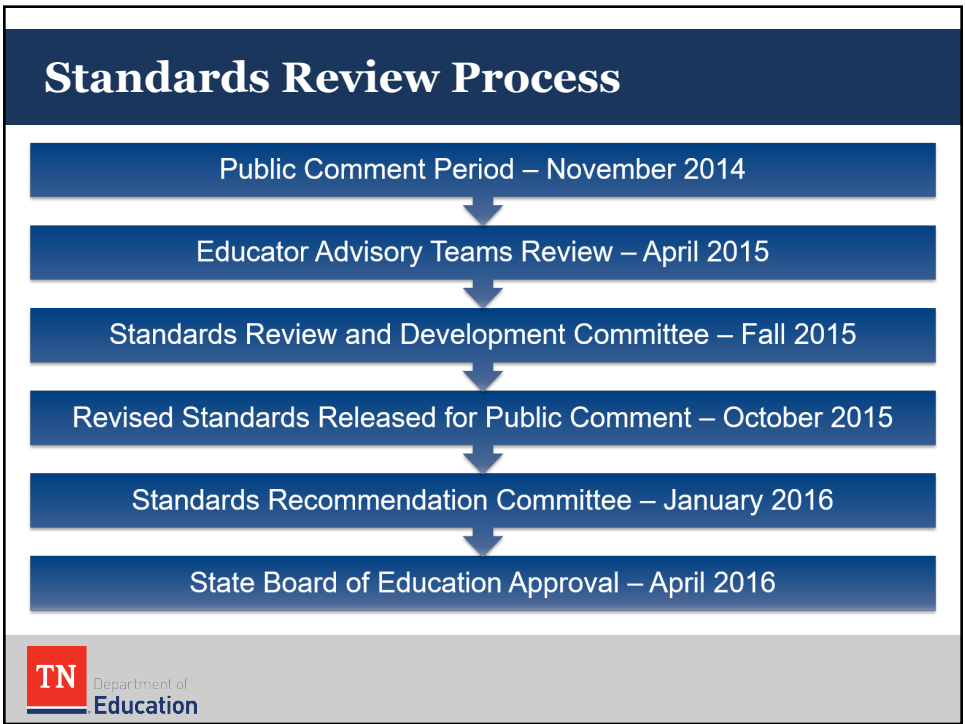 Standards Review Process
Public Comment Period – November 2014
Educator Advisory Teams Review – April 2015
Standards Review and Development Committee – Fall 2015
Revised Standards Released for Public Comment – October 2015
Standards Recommendation Committee – January 2016
State Board of Education Approval – April 2016
TN
Department of
Education